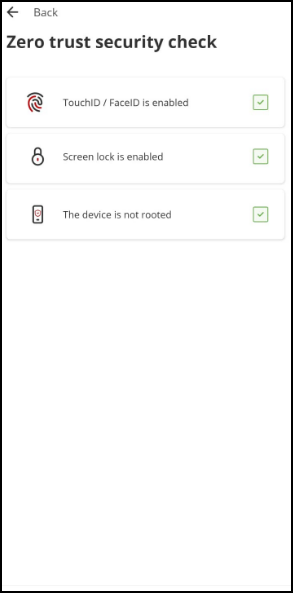 Back
Zero trust security check
TouchID / FaceID is enabled
Screen lock is enabled
The device is not rooted